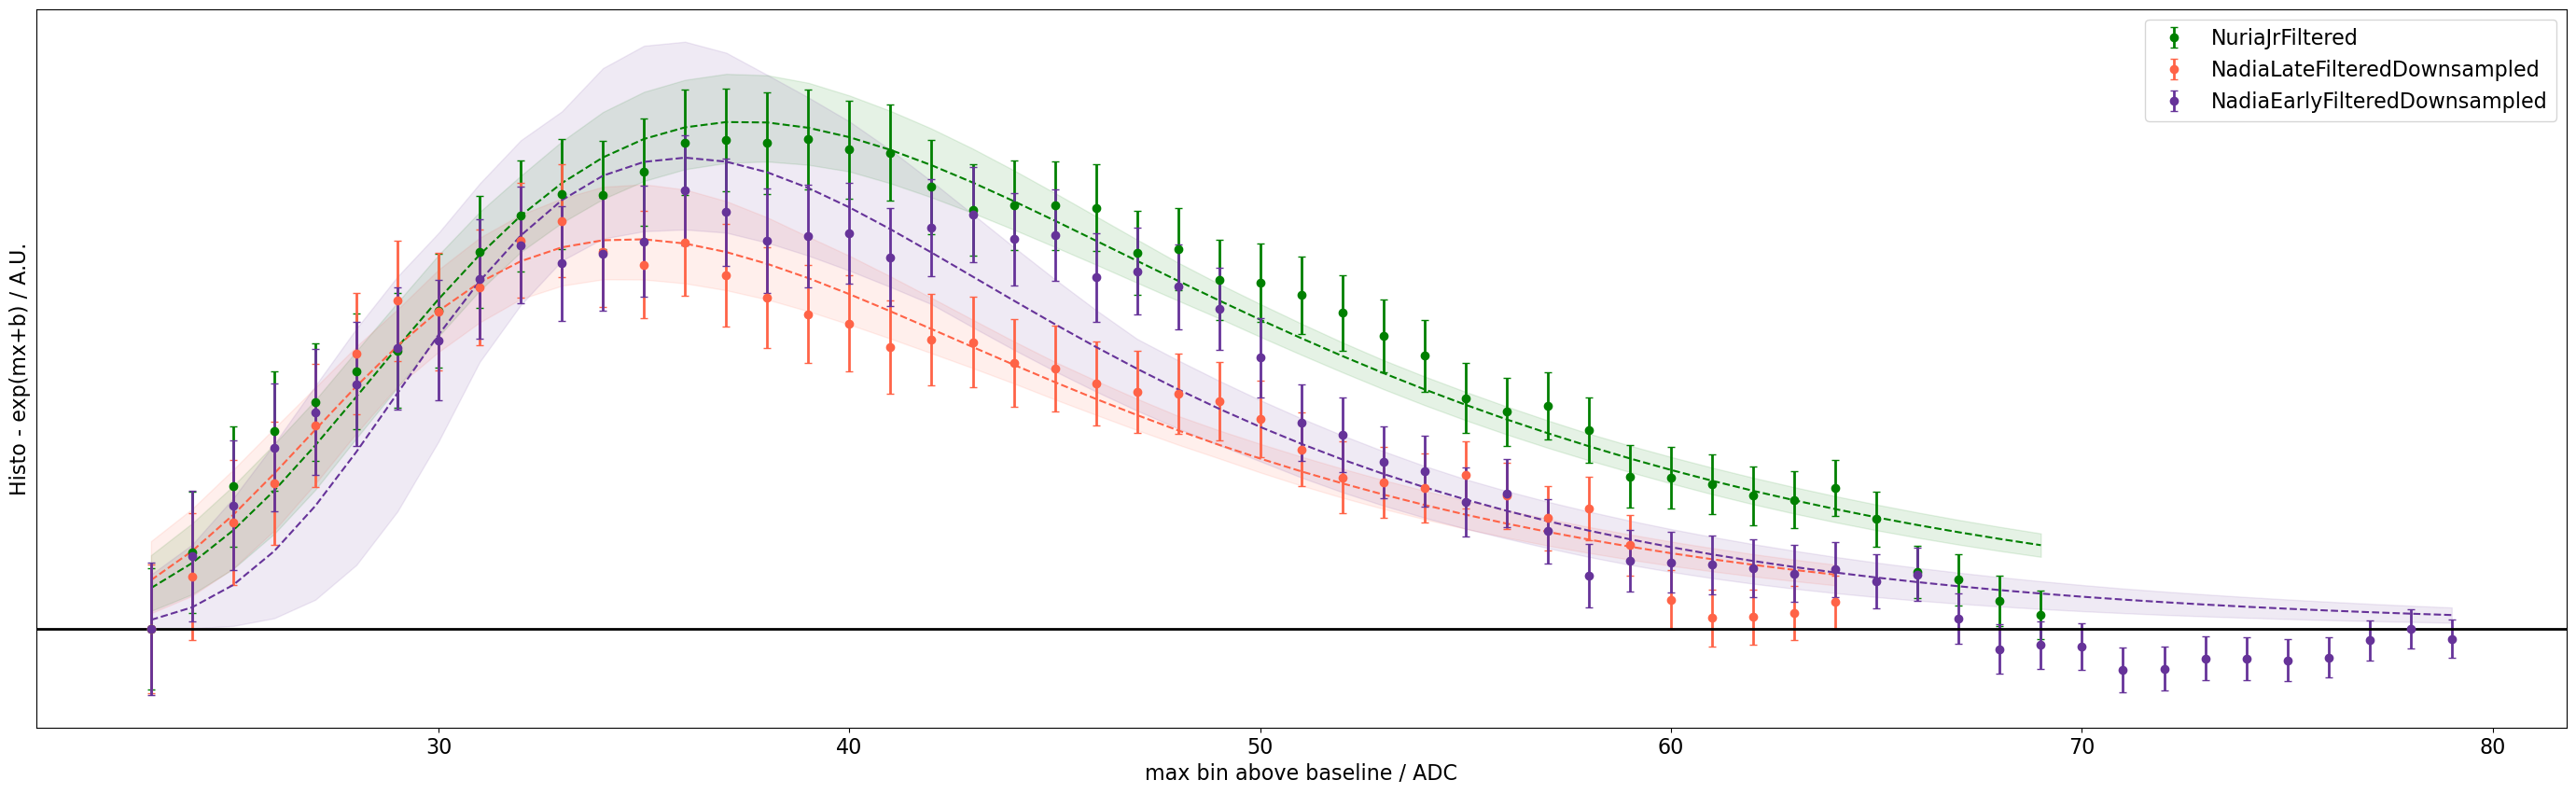 NuriaJrFiltered
NadiaLateFilteredDownsampled
NadiaEarlyFilteredDownsampled
Histo - exp(mx+b) / A.U.
30 40 50 60 70 80
max bin above baseline / ADC